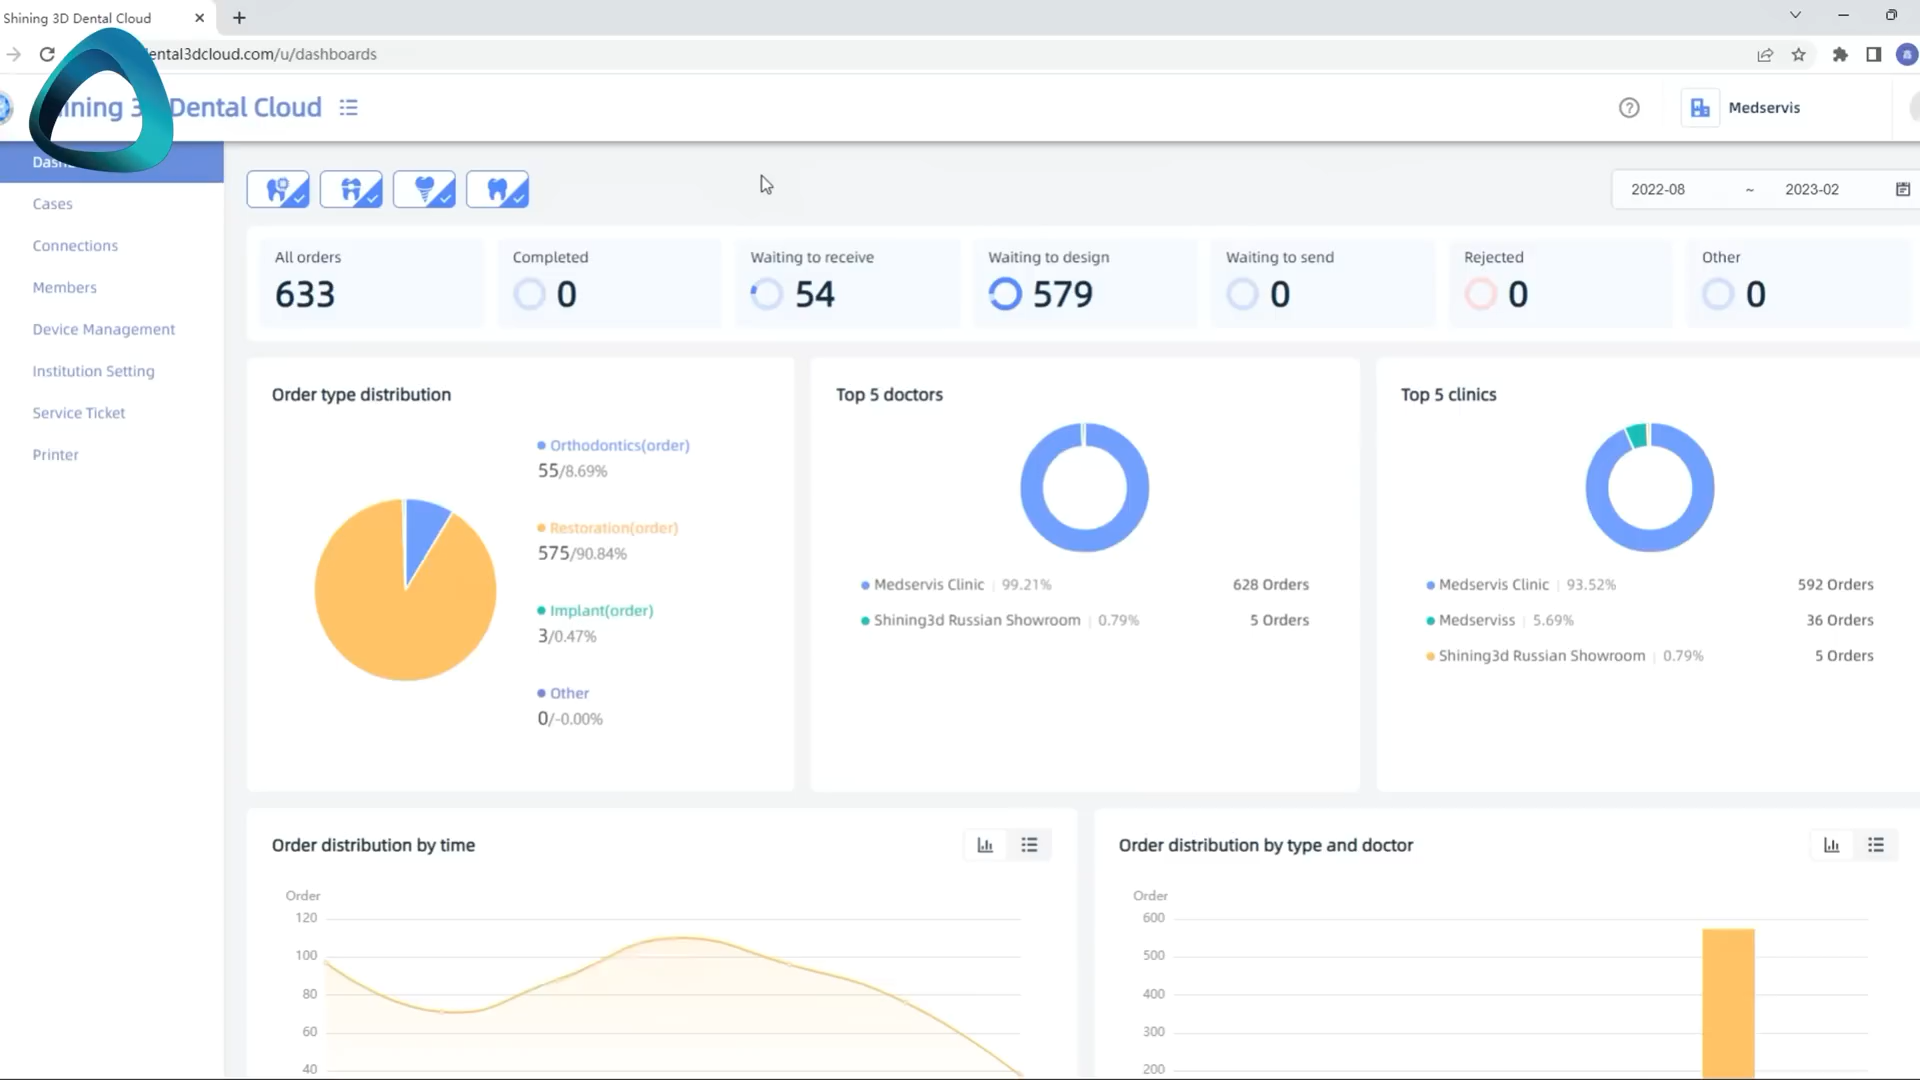 Shining 3D Dental Cloud
ental3dcloud.com/u/dashboards
ining 3 Dental Cloud
Medservis
Das
Cases
Connections
Members
Device Management
Institution Setting
Service Ticket
Printer
2022-08 ~ 2023-02
All orders
633
Completed
0
Waiting to receive
54
Waiting to design
579
Waiting to send
0
Rejected
0
Other
0
Order type distribution
Orthodontics(order)
55/8.69%
Restoration(order)
575/90.84%
Implant(order)
3/0.47%
Other
0/-0.00%
Top 5 doctors
Medservis Clinic | 99.21% 628 Orders
Shining3d Russian Showroom | 0.79% 5 Orders
Top 5 clinics
Medservis Clinic | 93.52% 592 Orders
Medserviss | 5.69% 36 Orders
Shining3d Russian Showroom | 0.79% 5 Orders
Order distribution by time
Order
120
100
80
60
40
Order distribution by type and doctor
Order
600
500
400
300
200